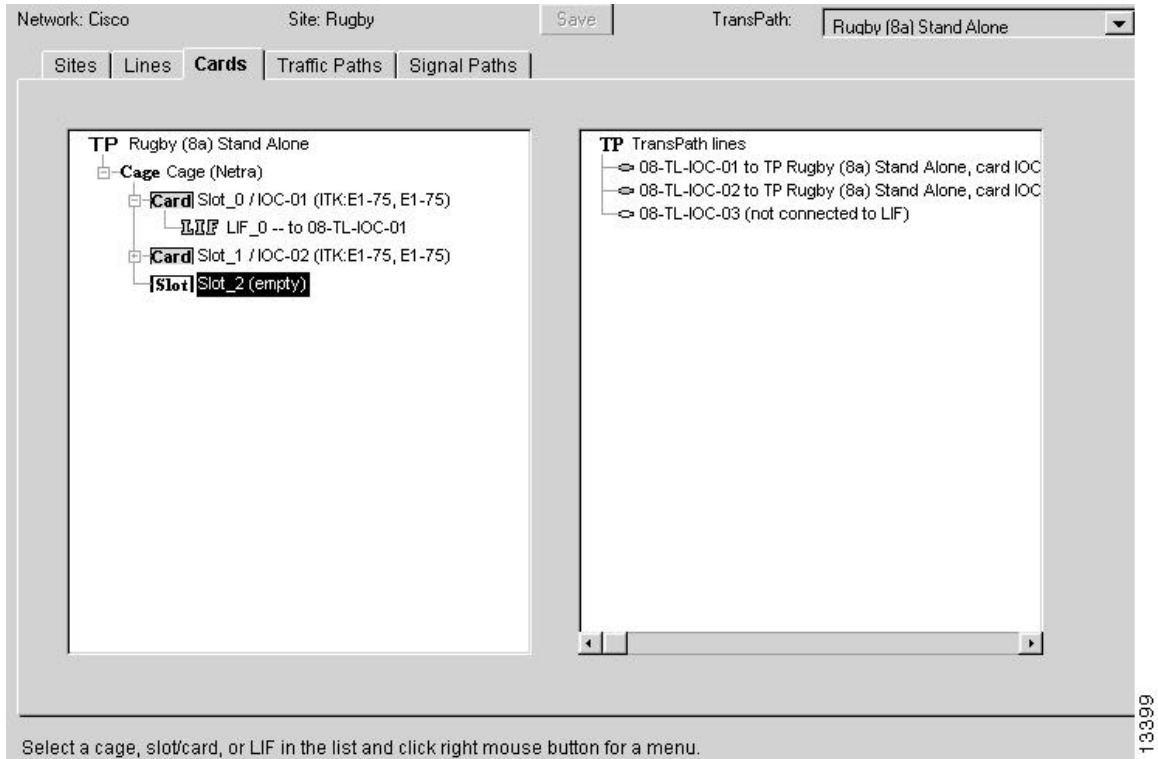 Network: Cisco Site: Rugby Save TransPath: Rugby (8a) Stand Alone
Sites Lines Cards Traffic Paths Signal Paths
TP Rugby (8a) Stand Alone
Cage Cage (Netra)
Card Slot_0 / IOC-01 (ITK:E1-75, E1-75)
LIF LIF_0 -- to 08-TL-IOC-01
Card Slot_1 / IOC-02 (ITK:E1-75, E1-75)
Slot Slot_2 (empty)
TP TransPath lines
08-TL-IOC-01 to TP Rugby (8a) Stand Alone, card IOC
08-TL-IOC-02 to TP Rugby (8a) Stand Alone, card IOC
08-TL-IOC-03 (not connected to LIF)
Select a cage, slot/card, or LIF in the list and click right mouse button for a menu.
13399